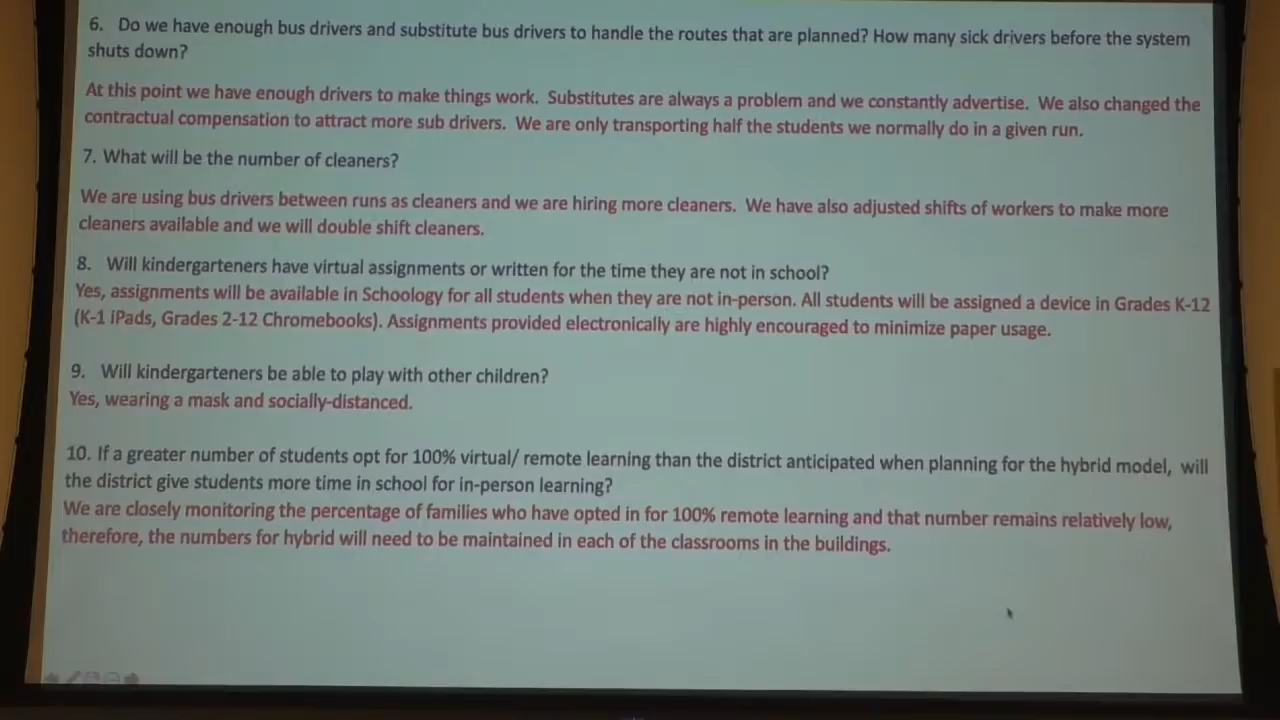 6. Do we have enough bus drivers and substitute bus drivers to handle the routes that are planned? How many sick drivers before the system
shuts down?
At this point we have enough drivers to make things work. Substitutes are always a problem and we constantly advertise. We also changed the
contractual compensation to attract more sub drivers. We are only transporting half the students we normally do in a given run.
7. What will be the number of cleaners?
We are using bus drivers between runs as cleaners and we are hiring more cleaners. We have also adjusted shifts of workers to make more
cleaners available and we will double shift cleaners.
8. Will kindergarteners have virtual assignments or written for the time they are not in school?
Yes, assignments will be available in Schoology for all students when they are not in-person. All students will be assigned a device in Grades K-12
(K-1 iPads, Grades 2-12 Chromebooks). Assignments provided electronically are highly encouraged to minimize paper usage.
9. Will kindergarteners be able to play with other children?
Yes, wearing a mask and socially-distanced.
10. If a greater number of students opt for 100% virtual/ remote learning than the district anticipated when planning for the hybrid model, will
the district give students more time in school for in-person learning?
We are closely monitoring the percentage of families who have opted in for 100% remote learning and that number remains relatively low,
therefore, the numbers for hybrid will need to be maintained in each of the classrooms in the buildings.